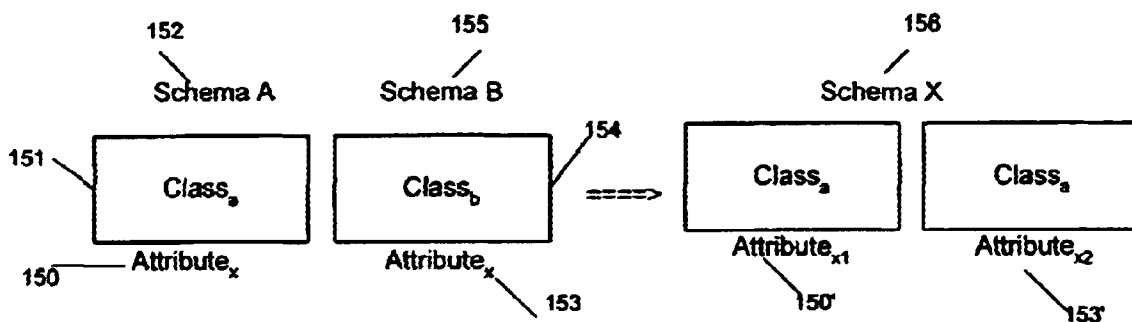 152 155 156
Schema A Schema B Schema X
151 Class_a Class_b 154 ===> Class_a Class_a
150 Attribute_x Attribute_x 153 Attribute_x1 150' Attribute_x2 153'